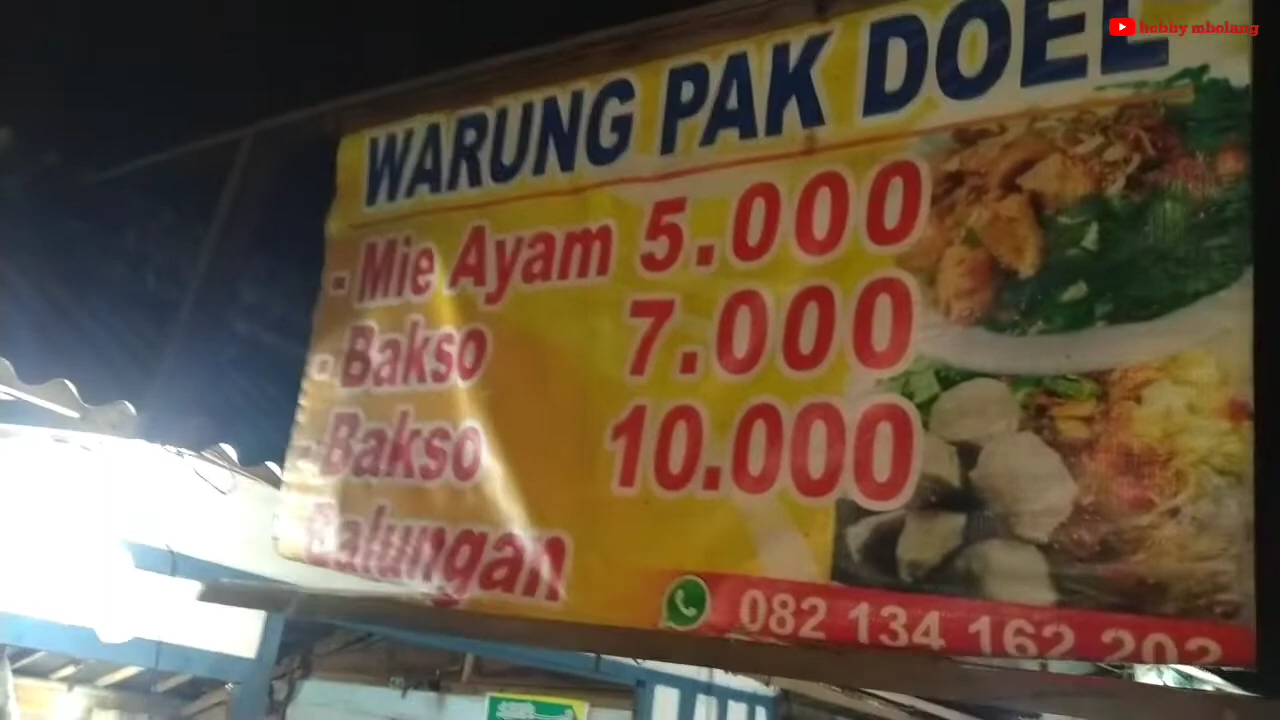 hobby mbolang
WARUNG PAK DOEL
- Mie Ayam 5.000
- Bakso 7.000
- Bakso 10.000
Balungan
082 134 162 202